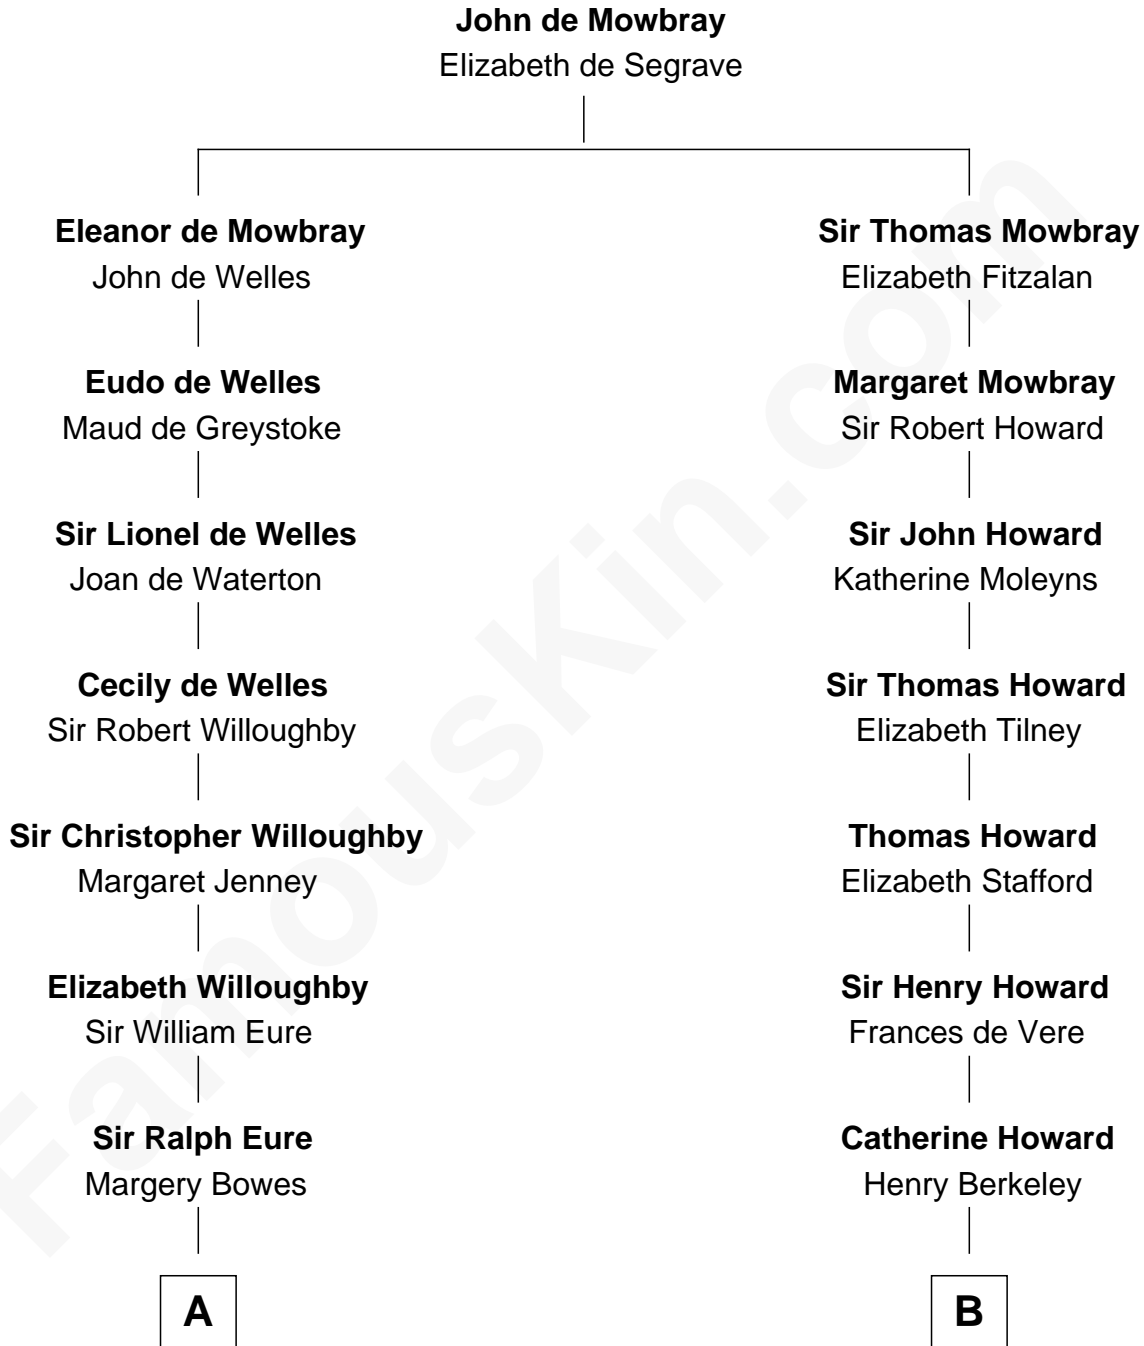 John de Mowbray
Elizabeth de Segrave
Eleanor de Mowbray
John de Welles
Eudo de Welles
Maud de Greystoke
Sir Lionel de Welles
Joan de Waterton
Cecily de Welles
Sir Robert Willoughby
Sir Christopher Willoughby
Margaret Jenney
Elizabeth Willoughby
Sir William Eure
Sir Ralph Eure
Margery Bowes
A
Sir Thomas Mowbray
Elizabeth Fitzalan
Margaret Mowbray
Sir Robert Howard
Sir John Howard
Katherine Moleyns
Sir Thomas Howard
Elizabeth Tilney
Thomas Howard
Elizabeth Stafford
Sir Henry Howard
Frances de Vere
Catherine Howard
Henry Berkeley
B
FamousKin.com